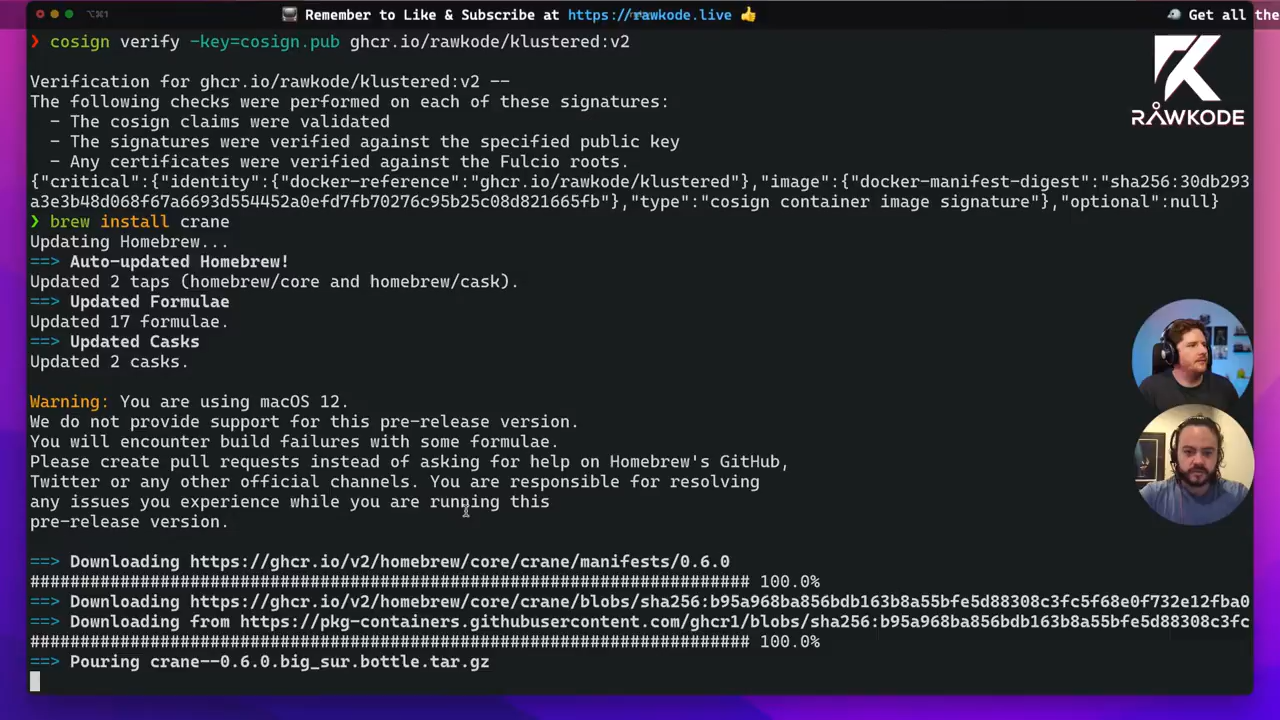 ⌥⌘1
Remember to Like & Subscribe at https://rawkode.live 👍
Get all the
❯ cosign verify -key=cosign.pub ghcr.io/rawkode/klustered:v2
Verification for ghcr.io/rawkode/klustered:v2 --
The following checks were performed on each of these signatures:
- The cosign claims were validated
- The signatures were verified against the specified public key
- Any certificates were verified against the Fulcio roots.
{"critical":{"identity":{"docker-reference":"ghcr.io/rawkode/klustered"},"image":{"docker-manifest-digest":"sha256:30db293
a3e3b48d068f67a6693d554452a0efd7fb70276c95b25c08d821665fb"},"type":"cosign container image signature"},"optional":null}
❯ brew install crane
Updating Homebrew...
==> Auto-updated Homebrew!
Updated 2 taps (homebrew/core and homebrew/cask).
==> Updated Formulae
Updated 17 formulae.
==> Updated Casks
Updated 2 casks.
Warning: You are using macOS 12.
We do not provide support for this pre-release version.
You will encounter build failures with some formulae.
Please create pull requests instead of asking for help on Homebrew's GitHub,
Twitter or any other official channels. You are responsible for resolving
any issues you experience while you are running this
pre-release version.
==> Downloading https://ghcr.io/v2/homebrew/core/crane/manifests/0.6.0
######################################################################## 100.0%
==> Downloading https://ghcr.io/v2/homebrew/core/crane/blobs/sha256:b95a968ba856bdb163b8a55bfe5d88308c3fc5f68e0f732e12fba0
==> Downloading from https://pkg-containers.githubusercontent.com/ghcr1/blobs/sha256:b95a968ba856bdb163b8a55bfe5d88308c3fc
######################################################################## 100.0%
==> Pouring crane--0.6.0.big_sur.bottle.tar.gz
RAWKODE